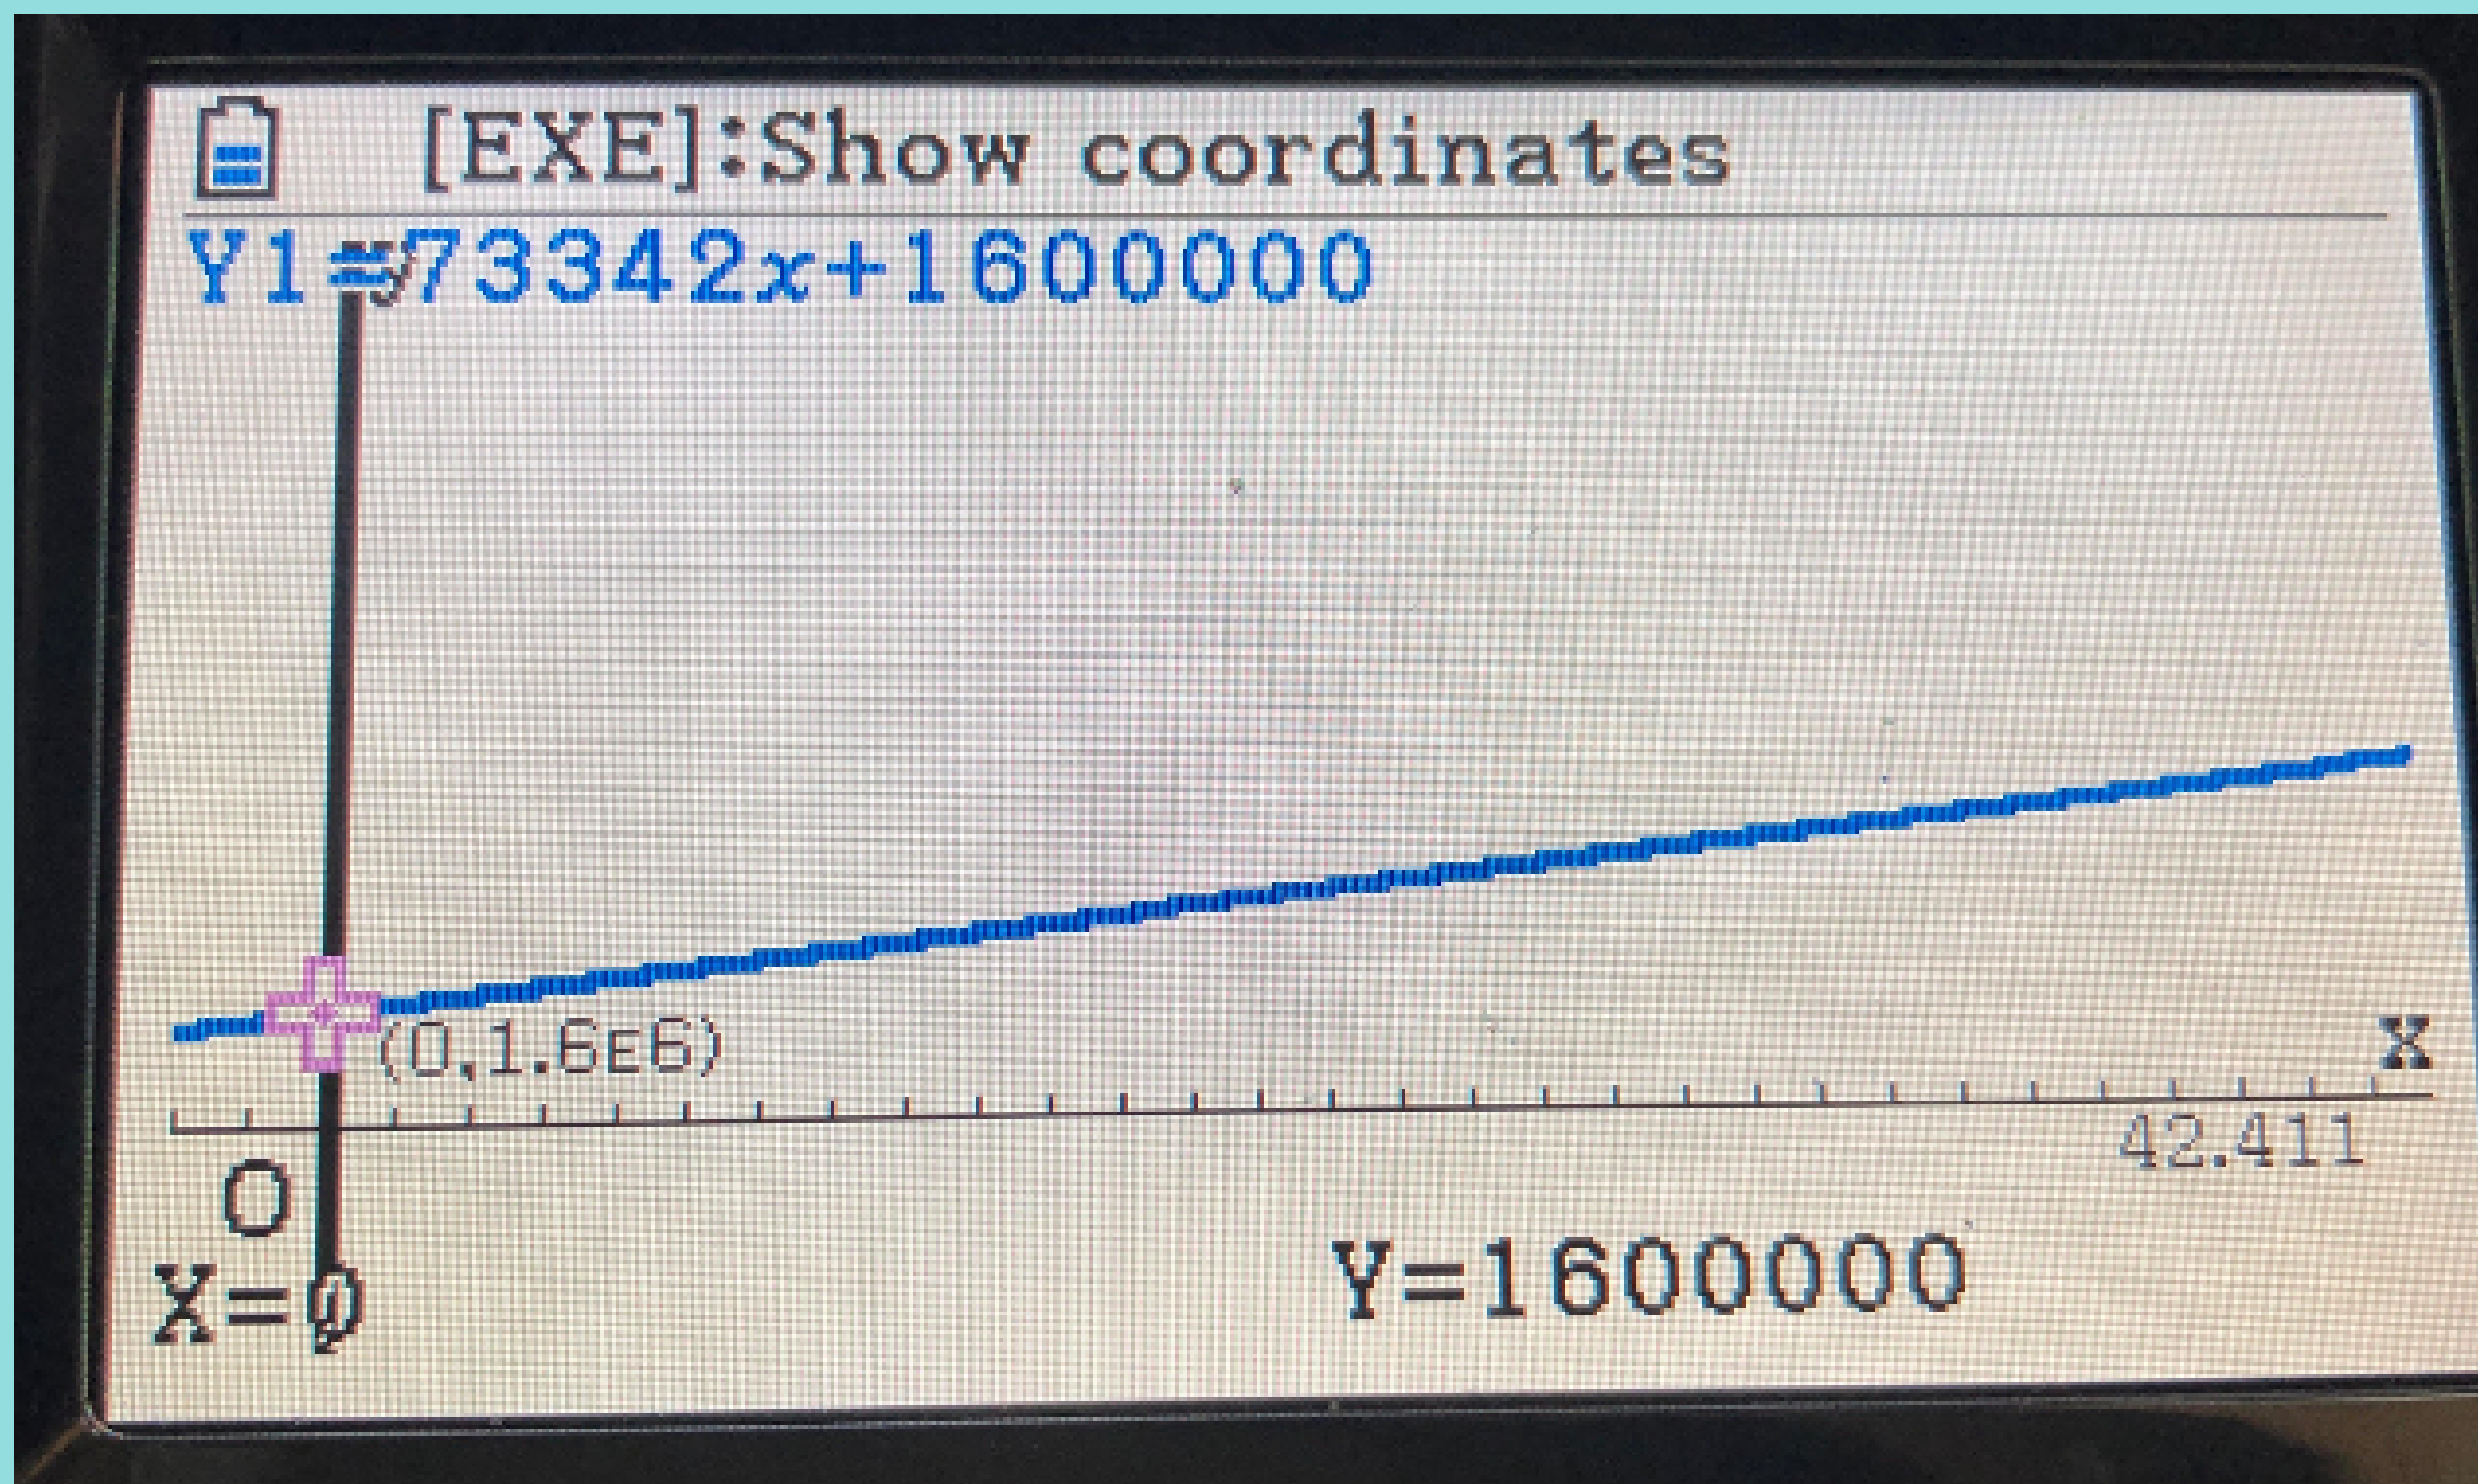 [EXE]:Show coordinates
Y1=73342x+1600000
y
(0,1.6E6)
X
42.411
O
X=0
Y=1600000